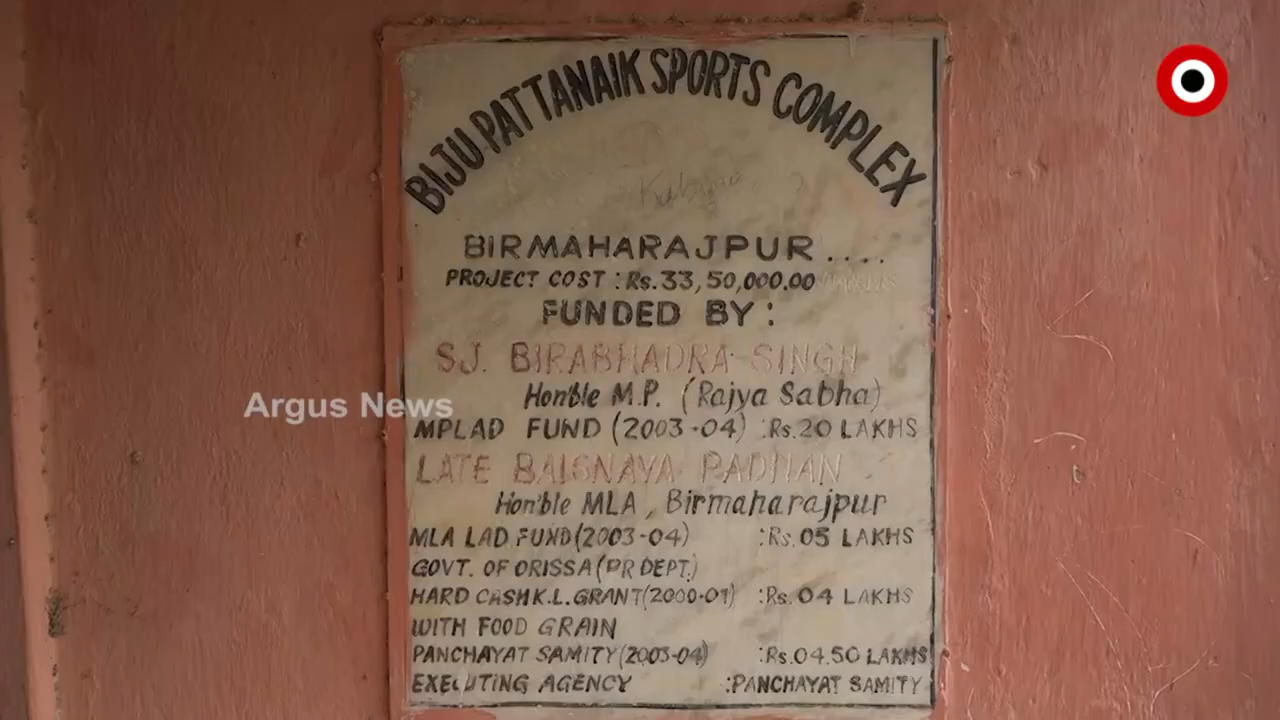 BIJU-PATTANAIK SPORTS COMPLEX
BIRMAHARAJPUR ....
PROJECT COST : Rs.33,50,000.00
FUNDED BY :
SJ. BIRABHADRA SINGH
Hon'ble M.P. (Rajya Sabha)
Argus News
MPLAD FUND (2003-04) :Rs.20 LAKHS
LATE BAISNAVA PADHAN
Hon'ble MLA, Birmaharajpur
MLA LAD FUND(2003-04) :Rs.05 LAKHS
GOVT. OF ORISSA(PR DEPT.)
HARD CASH K.L. GRANT(2000-01) :Rs.04 LAKHS
WITH FOOD GRAIN
PANCHAYAT SAMITY(2003-04) :Rs.04.50 LAKHS
EXECUTING AGENCY :PANCHAYAT SAMITY